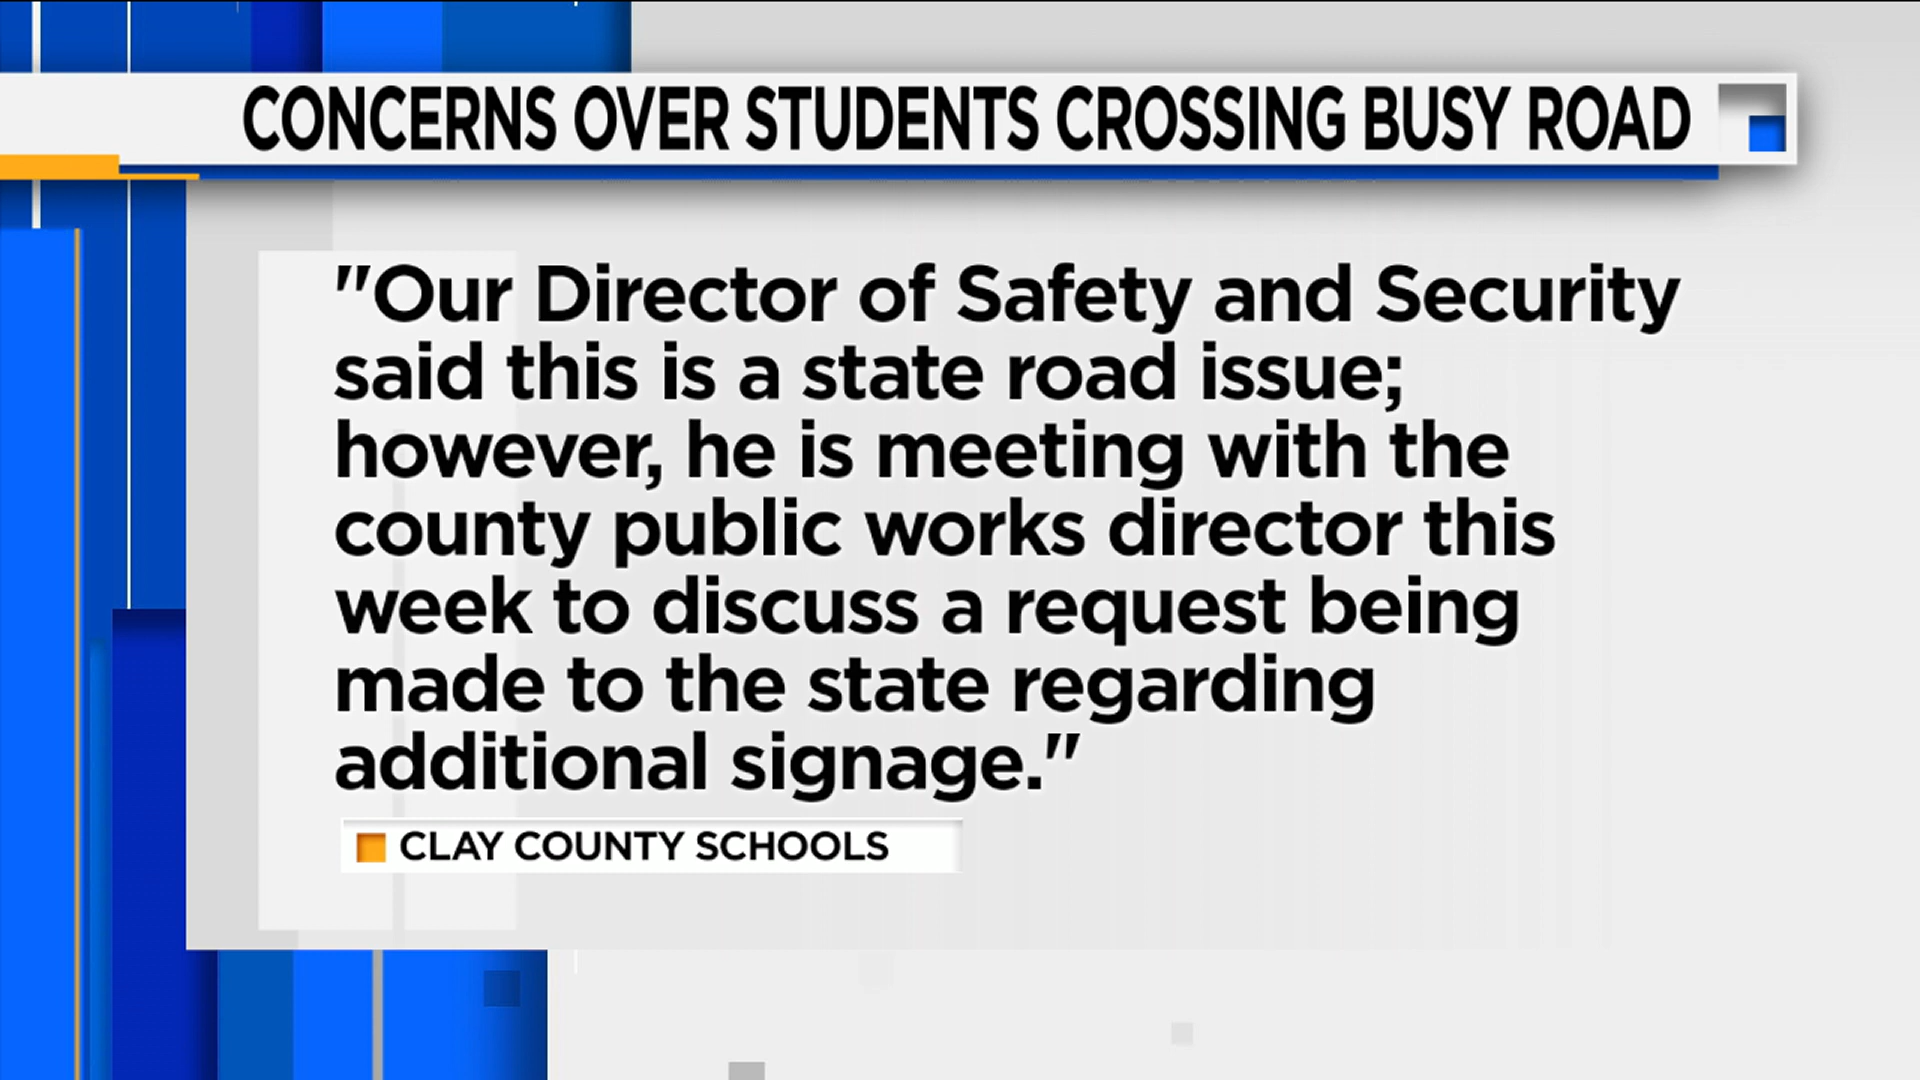 CONCERNS OVER STUDENTS CROSSING BUSY ROAD
"Our Director of Safety and Security
said this is a state road issue;
however, he is meeting with the
county public works director this
week to discuss a request being
made to the state regarding
additional signage."
CLAY COUNTY SCHOOLS